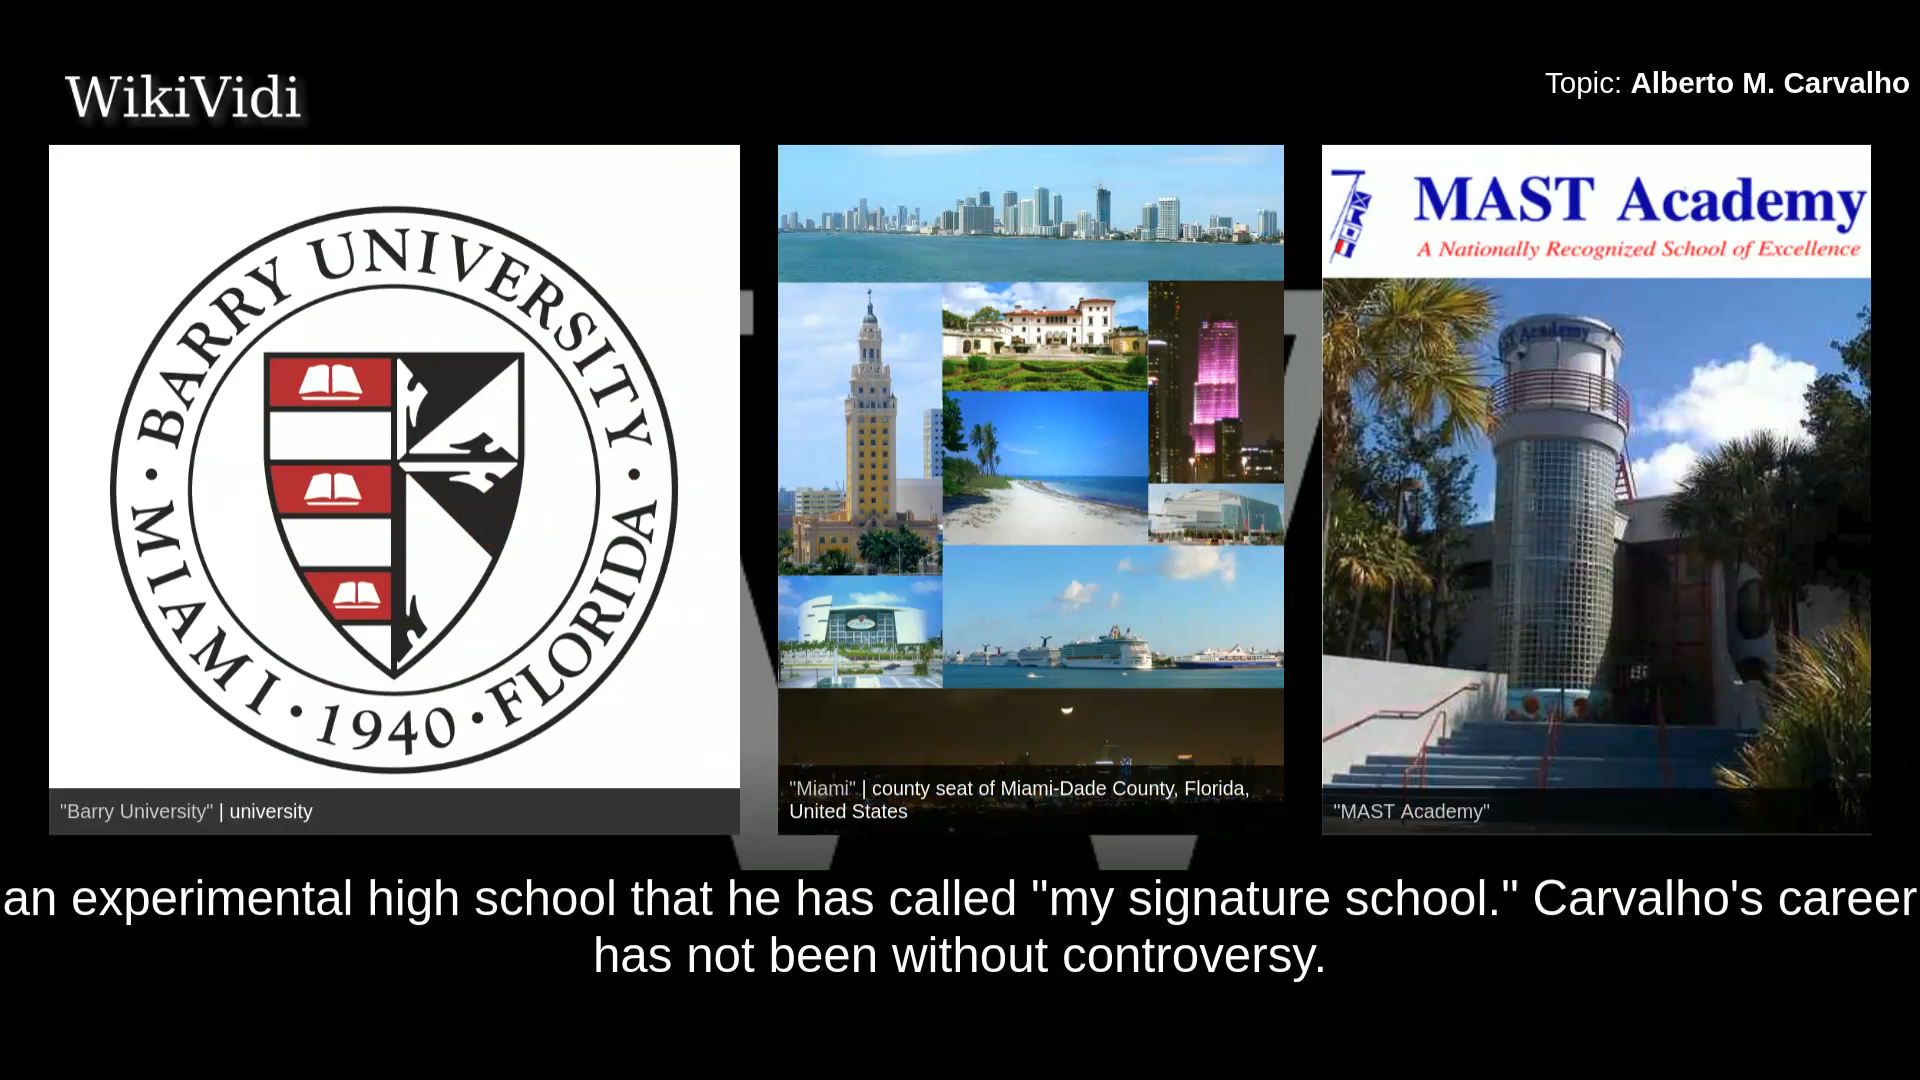 WikiVidi
Topic: Alberto M. Carvalho
BARRY UNIVERSITY
MIAMI • 1940 • FLORIDA
"Barry University" | university
"Miami" | county seat of Miami-Dade County, Florida,
United States
MAST Academy
A Nationally Recognized School of Excellence
Academy
"MAST Academy"
an experimental high school that he has called "my signature school." Carvalho's career
has not been without controversy.